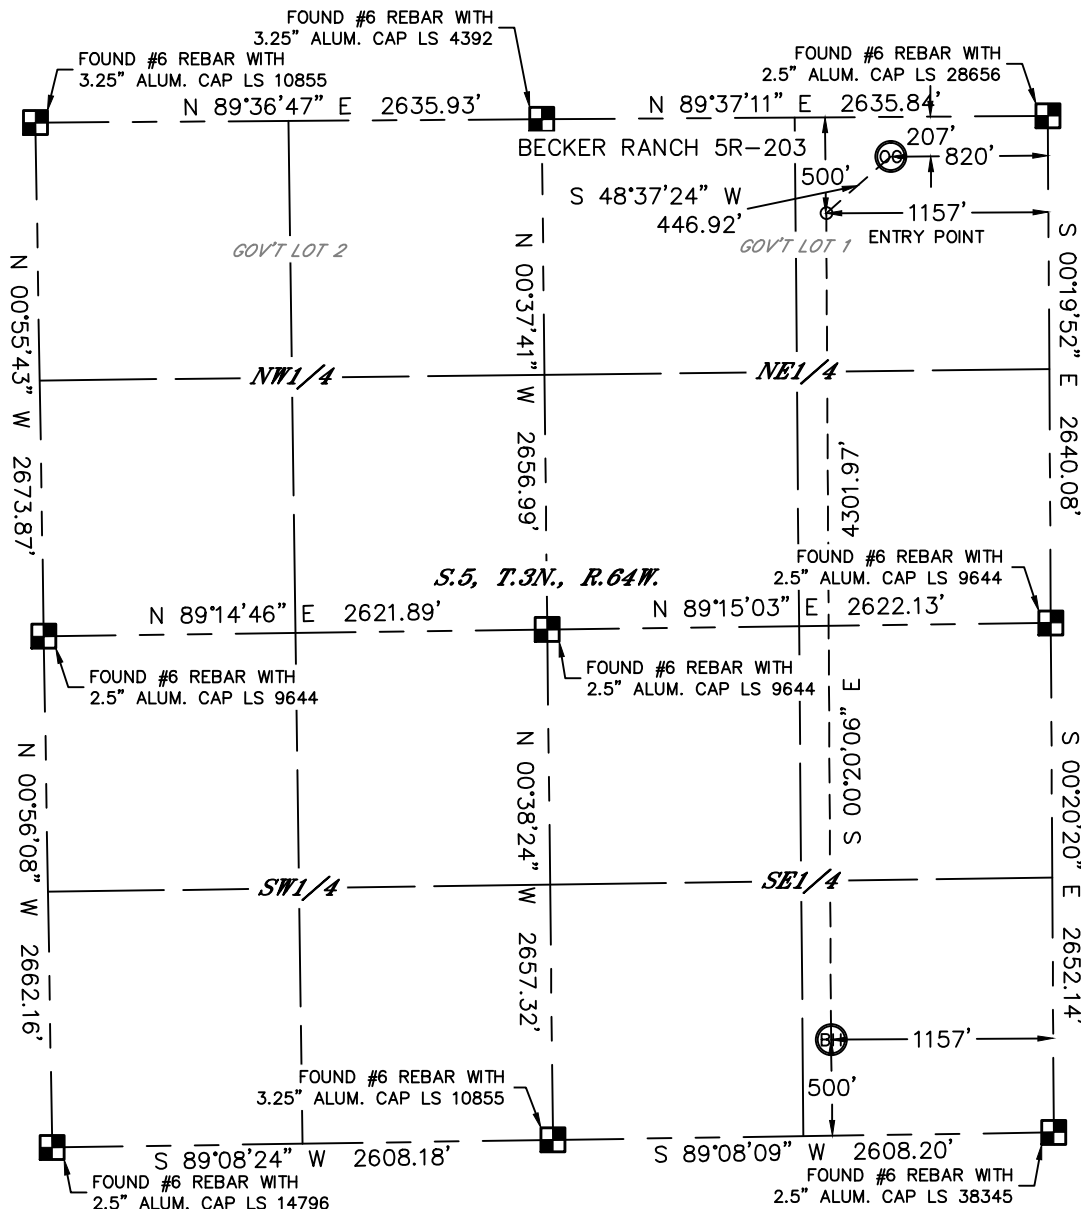 FOUND #6 REBAR WITH
3.25" ALUM. CAP LS 4392
FOUND #6 REBAR WITH
3.25" ALUM. CAP LS 10855
FOUND #6 REBAR WITH
2.5" ALUM. CAP LS 28656
N 89°36'47" E 2635.93'
N 89°37'11" E 2635.84'
207'
BECKER RANCH 5R-203
OG
820'
500'
S 48°37'24" W
446.92'
1157'
ENTRY POINT
GOV'T LOT 2
GOV'T LOT 1
N 00°55'43" W 2673.87'
N 00°37'41" W 2656.99'
S 00°19'52" E 2640.08'
NW1/4
NE1/4
4301.97'
S.5, T.3N., R.64W.
FOUND #6 REBAR WITH
2.5" ALUM. CAP LS 9644
N 89°14'46" E 2621.89'
N 89°15'03" E 2622.13'
FOUND #6 REBAR WITH
2.5" ALUM. CAP LS 9644
FOUND #6 REBAR WITH
2.5" ALUM. CAP LS 9644
S 00°20'06" E
N 00°56'08" W 2662.16'
N 00°38'24" W 2657.32'
S 00°20'20" E 2652.14'
SW1/4
SE1/4
BH
1157'
500'
FOUND #6 REBAR WITH
3.25" ALUM. CAP LS 10855
S 89°08'24" W 2608.18'
S 89°08'09" W 2608.20'
FOUND #6 REBAR WITH
2.5" ALUM. CAP LS 14796
FOUND #6 REBAR WITH
2.5" ALUM. CAP LS 38345